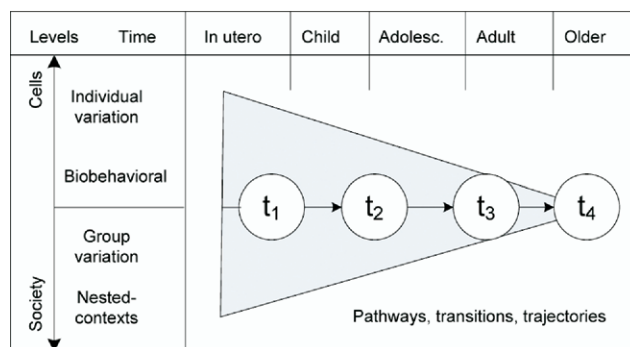 Levels Time In utero Child Adolesc. Adult Older
Cells
Individual
variation
Biobehavioral
t1 t2 t3 t4
Group
variation
Society
Nested-
contexts
Pathways, transitions, trajectories